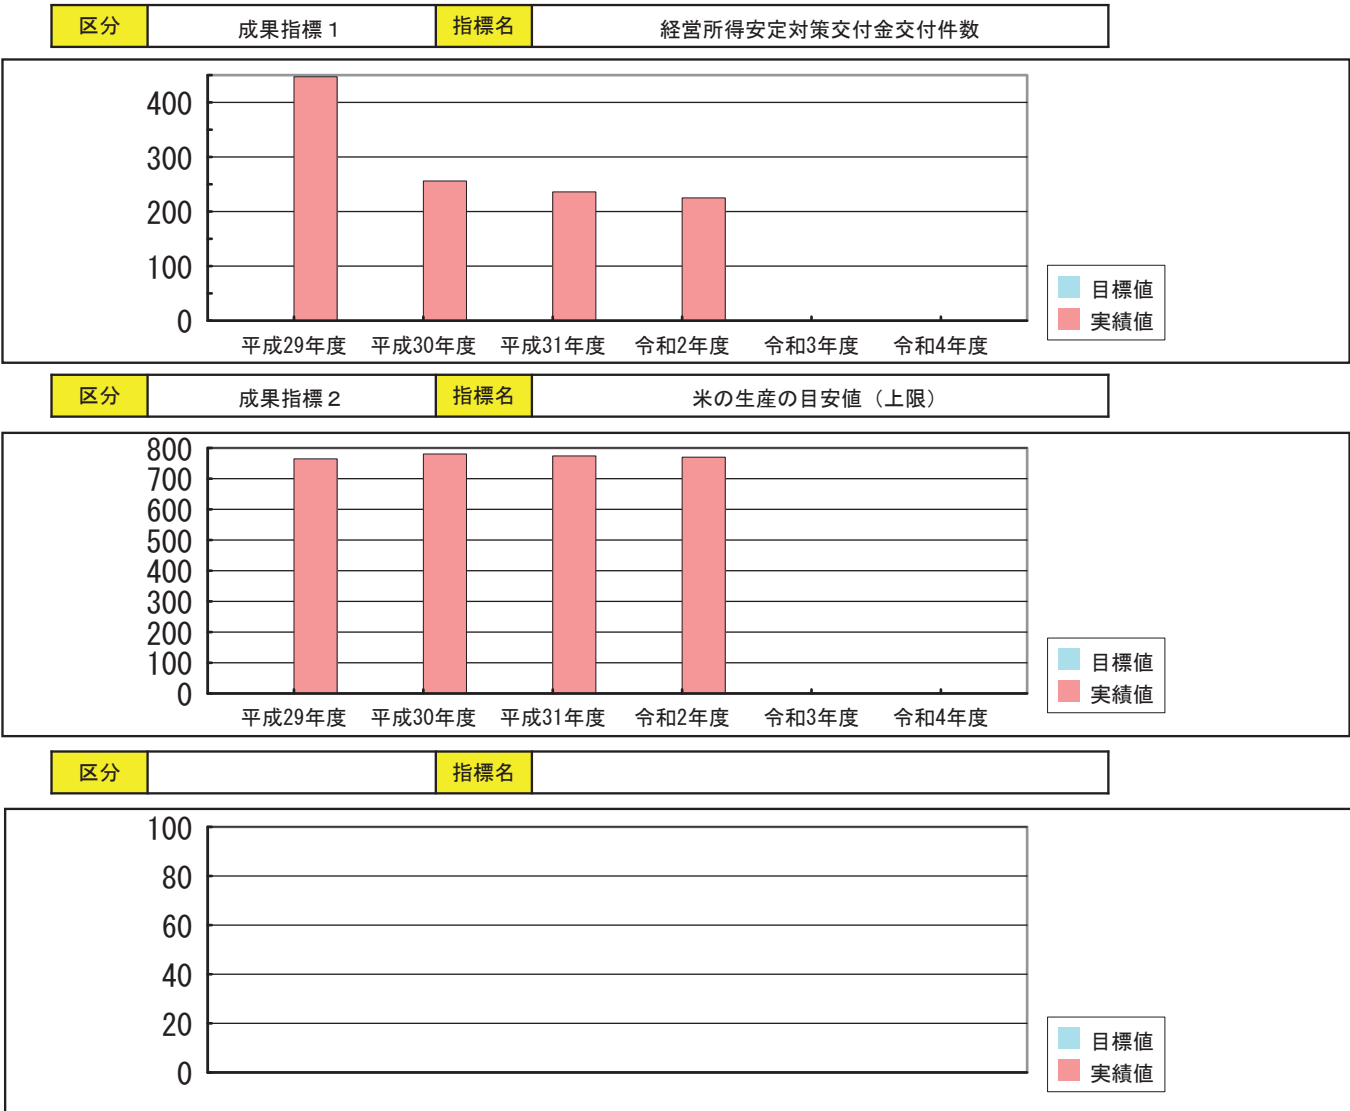 区分 成果指標１ 指標名 経営所得安定対策交付金交付件数
400
300
200
100
0
平成29年度 平成30年度 平成31年度 令和2年度 令和3年度 令和4年度
目標値
実績値
区分 成果指標２ 指標名 米の生産の目安値（上限）
800
700
600
500
400
300
200
100
0
平成29年度 平成30年度 平成31年度 令和2年度 令和3年度 令和4年度
目標値
実績値
区分 指標名
100
80
60
40
20
0
目標値
実績値